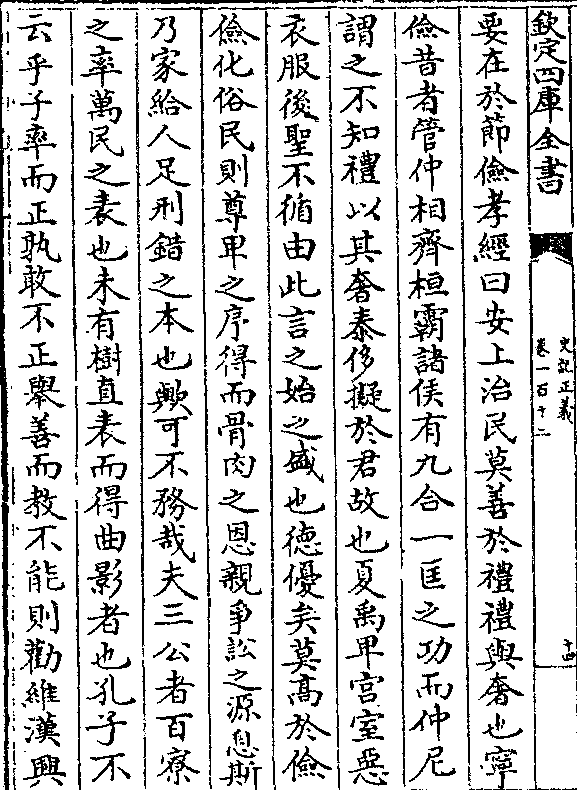 欽定四庫全書
史記正義
卷一百十二
十四
要在於節儉孝經曰安上治民莫善於禮禮與奢也寧
儉昔者管仲相齊桓霸諸侯有九合一匡之功而仲尼
謂之不知禮以其奢泰侈擬於君故也夏禹卑宫室惡
衣服後聖不循由此言之始之盛也徳優矣莫髙於儉
儉化俗民則尊卑之序得而骨肉之恩親爭訟之源息斯
乃家給人足刑錯之本也歟可不務哉夫三公者百寮
之率萬民之表也未有樹直表而得曲影者也孔子不
云乎子率而正孰敢不正舉善而教不能則勸維漢興